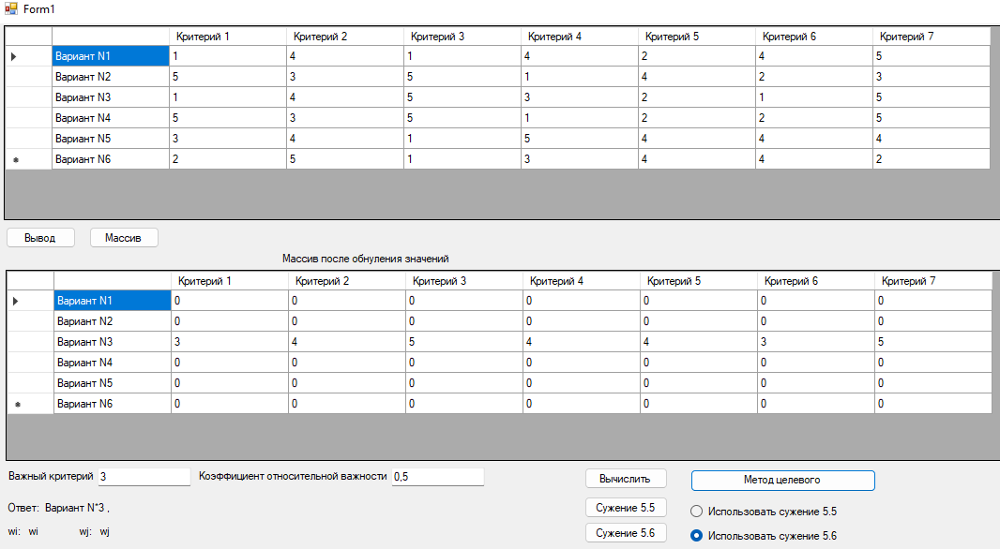 Form1
Критерий 1 Критерий 2 Критерий 3 Критерий 4 Критерий 5 Критерий 6 Критерий 7
Вариант N1 1 4 1 4 2 4 5
Вариант N2 5 3 5 1 4 2 3
Вариант N3 1 4 5 3 2 1 5
Вариант N4 5 3 5 1 2 2 5
Вариант N5 3 4 1 5 4 4 4
Вариант N6 2 5 1 3 4 4 2
Вывод Массив
Массив после обнуления значений
Критерий 1 Критерий 2 Критерий 3 Критерий 4 Критерий 5 Критерий 6 Критерий 7
Вариант N1 0 0 0 0 0 0 0
Вариант N2 0 0 0 0 0 0 0
Вариант N3 3 4 5 4 4 3 5
Вариант N4 0 0 0 0 0 0 0
Вариант N5 0 0 0 0 0 0 0
Вариант N6 0 0 0 0 0 0 0
Важный критерий 3 Коэффициент относительной важности 0,5 Вычислить Метод целевого
Ответ: Вариант N*3 , Сужение 5.5 Использовать сужение 5.5
wi: wi wj: wj Сужение 5.6 Использовать сужение 5.6